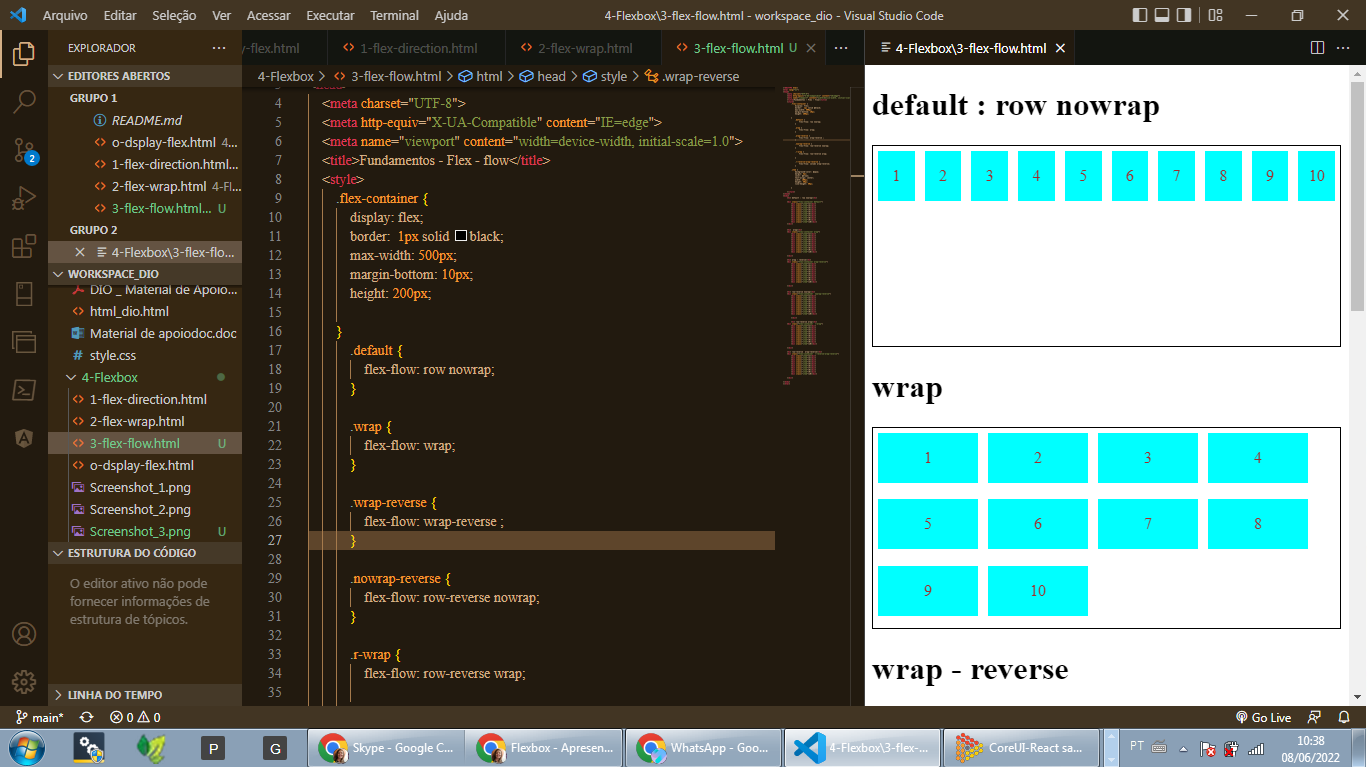 Arquivo Editar Seleção Ver Acessar Executar Terminal Ajuda
4-Flexbox\3-flex-flow.html - workspace_dio - Visual Studio Code
EXPLORADOR
EDITORES ABERTOS
GRUPO 1
README.md
o-dsplay-flex.html 4...
1-flex-direction.html...
2-flex-wrap.html 4-Fl...
3-flex-flow.html... U
GRUPO 2
4-Flexbox\3-flex-flo...
WORKSPACE_DIO
DIO _ Material de Apoio...
html_dio.html
Material de apoiodoc.doc
# style.css
4-Flexbox
1-flex-direction.html
2-flex-wrap.html
3-flex-flow.html U
o-dsplay-flex.html
Screenshot_1.png
Screenshot_2.png
Screenshot_3.png U
ESTRUTURA DO CÓDIGO
O editor ativo não pode
fornecer informações de
estrutura de tópicos.
LINHA DO TEMPO
y-flex.html 1-flex-direction.html 2-flex-wrap.html 3-flex-flow.html U
4-Flexbox > 3-flex-flow.html > html > head > style > .wrap-reverse
4 <meta charset="UTF-8">
5 <meta http-equiv="X-UA-Compatible" content="IE=edge">
6 <meta name="viewport" content="width=device-width, initial-scale=1.0">
7 <title>Fundamentos - Flex - flow</title>
8 <style>
9 .flex-container {
10 display: flex;
11 border: 1px solid black;
12 max-width: 500px;
13 margin-bottom: 10px;
14 height: 200px;
15
16 }
17 .default {
18 flex-flow: row nowrap;
19 }
20
21 .wrap {
22 flex-flow: wrap;
23 }
24
25 .wrap-reverse {
26 flex-flow: wrap-reverse ;
27 }
28
29 .nowrap-reverse {
30 flex-flow: row-reverse nowrap;
31 }
32
33 .r-wrap {
34 flex-flow: row-reverse wrap;
35
4-Flexbox\3-flex-flow.html
default : row nowrap
1 2 3 4 5 6 7 8 9 10
wrap
1 2 3 4
5 6 7 8
9 10
wrap - reverse
2
main* 0 0
Go Live
P
G
Skype - Google C...
Flexbox - Apresen...
WhatsApp - Goo...
4-Flexbox\3-flex-...
CoreUI-React sa...
PT
10:38
08/06/2022